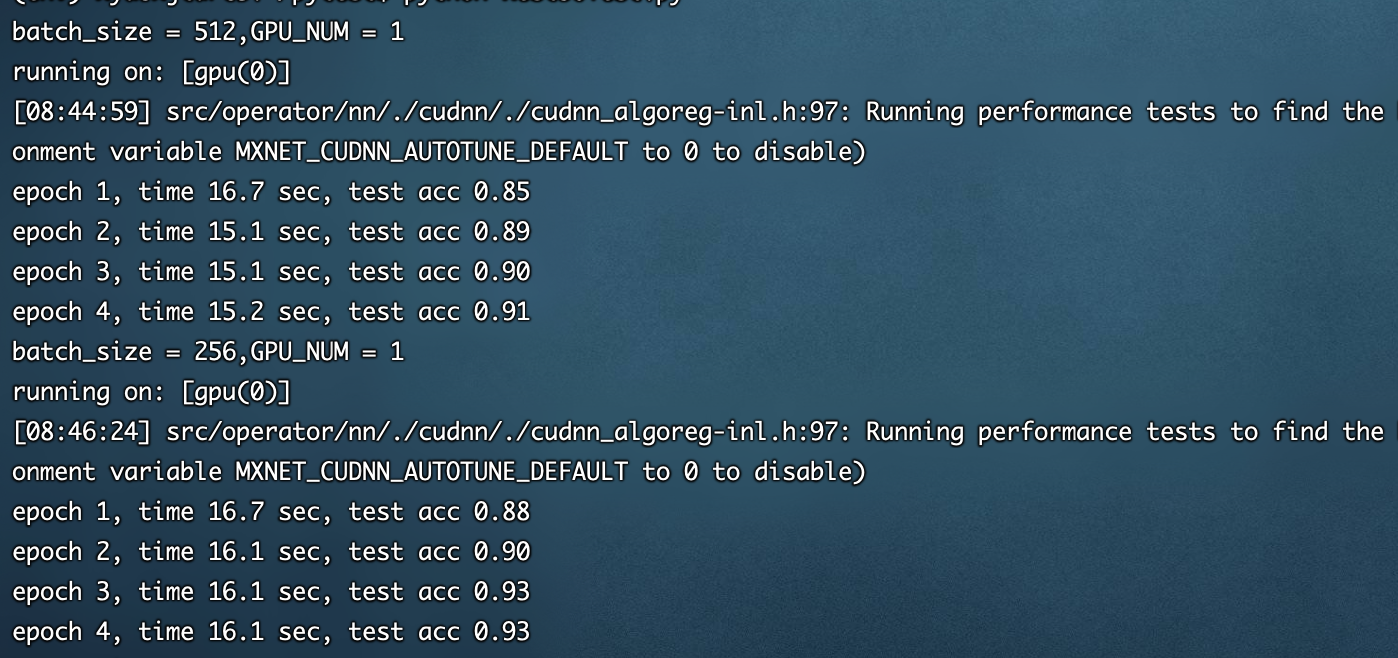 batch_size = 512,GPU_NUM = 1
running on: [gpu(0)]
[08:44:59] src/operator/nn/./cudnn/./cudnn_algoreg-inl.h:97: Running performance tests to find the
onment variable MXNET_CUDNN_AUTOTUNE_DEFAULT to 0 to disable)
epoch 1, time 16.7 sec, test acc 0.85
epoch 2, time 15.1 sec, test acc 0.89
epoch 3, time 15.1 sec, test acc 0.90
epoch 4, time 15.2 sec, test acc 0.91
batch_size = 256,GPU_NUM = 1
running on: [gpu(0)]
[08:46:24] src/operator/nn/./cudnn/./cudnn_algoreg-inl.h:97: Running performance tests to find the
onment variable MXNET_CUDNN_AUTOTUNE_DEFAULT to 0 to disable)
epoch 1, time 16.7 sec, test acc 0.88
epoch 2, time 16.1 sec, test acc 0.90
epoch 3, time 16.1 sec, test acc 0.93
epoch 4, time 16.1 sec, test acc 0.93